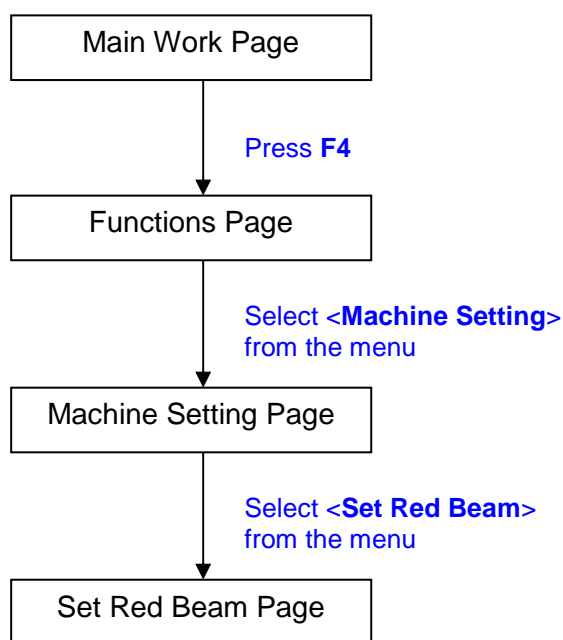 Main Work Page
Press F4
Functions Page
Select <Machine Setting>
from the menu
Machine Setting Page
Select <Set Red Beam>
from the menu
Set Red Beam Page